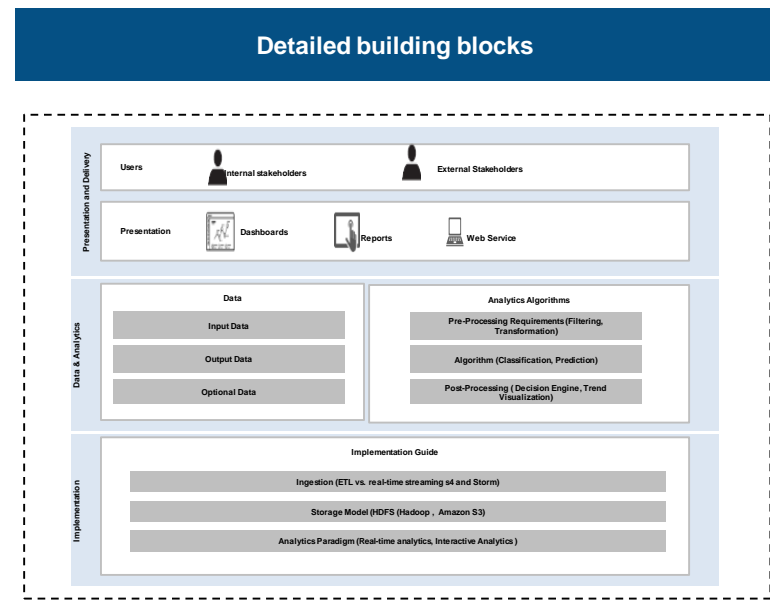 Detailed building blocks
Presentation and Delivery
Users
Internal stakeholders
External Stakeholders
Presentation
Dashboards
Reports
Web Service
Data & Analytics
Data
Input Data
Output Data
Optional Data
Analytics Algorithms
Pre-Processing Requirements (Filtering,
Transformation)
Algorithm (Classification, Prediction)
Post-Processing ( Decision Engine, Trend
Visualization)
Implementation
Implementation Guide
Ingestion (ETL vs. real-time streaming s4 and Storm)
Storage Model (HDFS (Hadoop , Amazon S3)
Analytics Paradigm (Real-time analytics, Interactive Analytics )